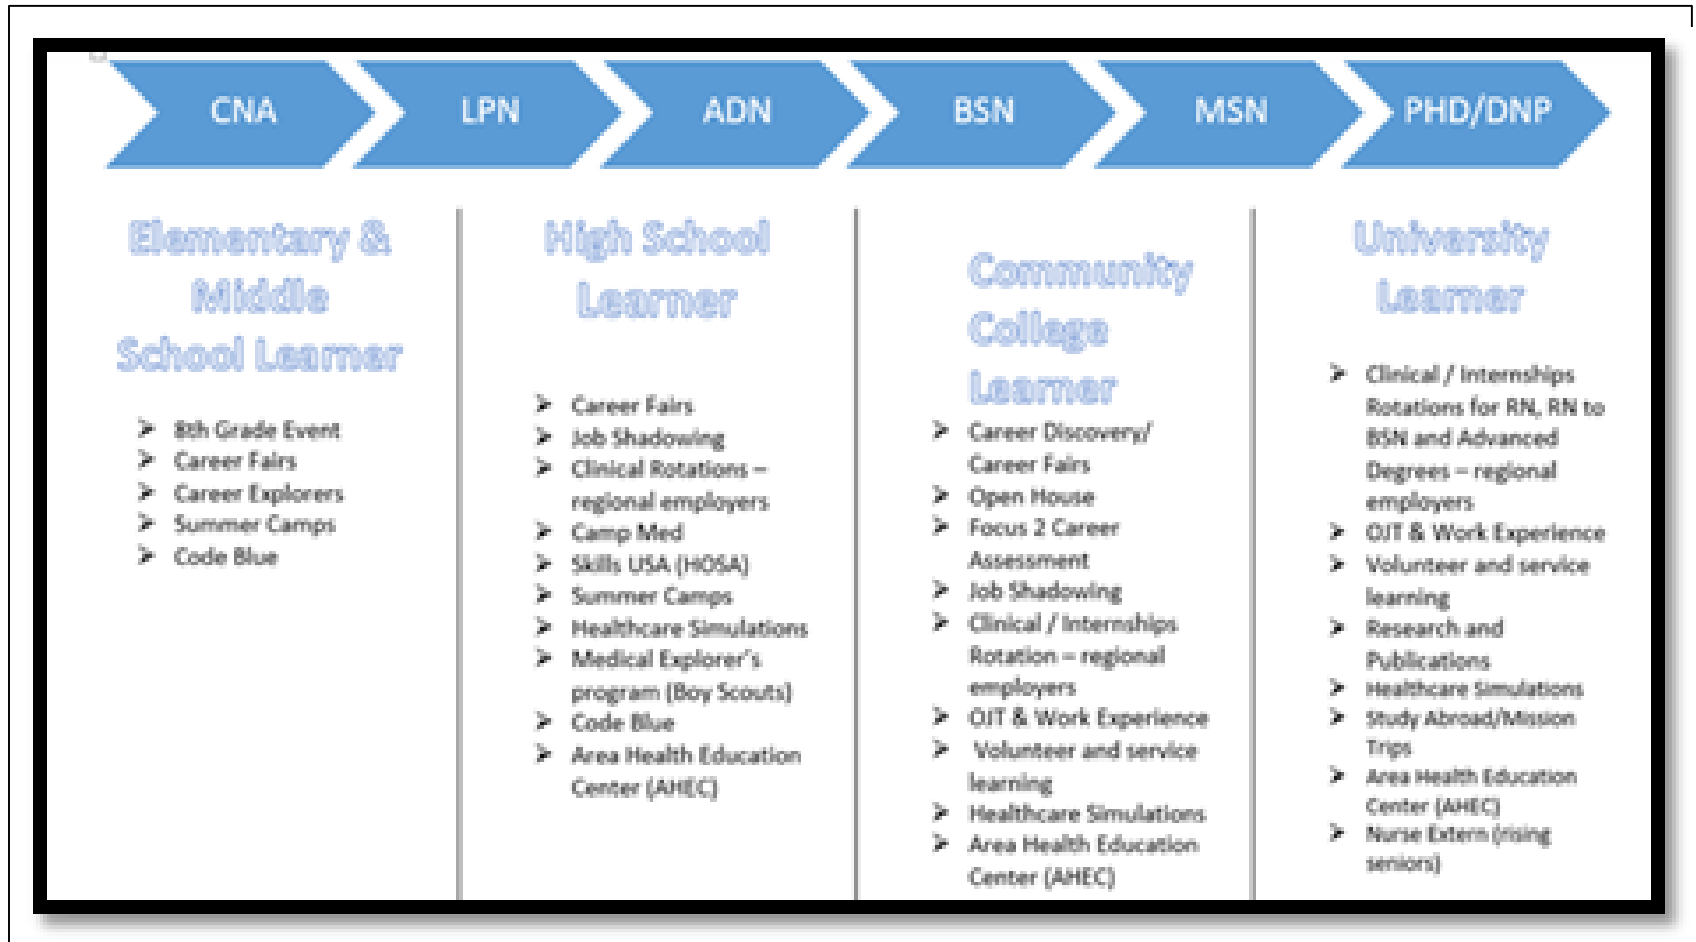 CNA
LPN
ADN
BSN
MSN
PHD/DNP
Elementary &
Middle
School Learner
➢ 8th Grade Event
➢ Career Fairs
➢ Career Explorers
➢ Summer Camps
➢ Code Blue
High School
Learner
➢ Career Fairs
➢ Job Shadowing
➢ Clinical Rotations –
regional employers
➢ Camp Med
➢ Skills USA (HOSA)
➢ Summer Camps
➢ Healthcare Simulations
➢ Medical Explorer's
program (Boy Scouts)
➢ Code Blue
➢ Area Health Education
Center (AHEC)
Community
College
Learner
➢ Career Discovery/
Career Fairs
➢ Open House
➢ Focus 2 Career
Assessment
➢ Job Shadowing
➢ Clinical / Internships
Rotation – regional
employers
➢ OJT & Work Experience
➢ Volunteer and service
learning
➢ Healthcare Simulations
➢ Area Health Education
Center (AHEC)
University
Learner
➢ Clinical / Internships
Rotations for RN, RN to
BSN and Advanced
Degrees – regional
employers
➢ OJT & Work Experience
➢ Volunteer and service
learning
➢ Research and
Publications
➢ Healthcare Simulations
➢ Study Abroad/Mission
Trips
➢ Area Health Education
Center (AHEC)
➢ Nurse Extern (rising
seniors)